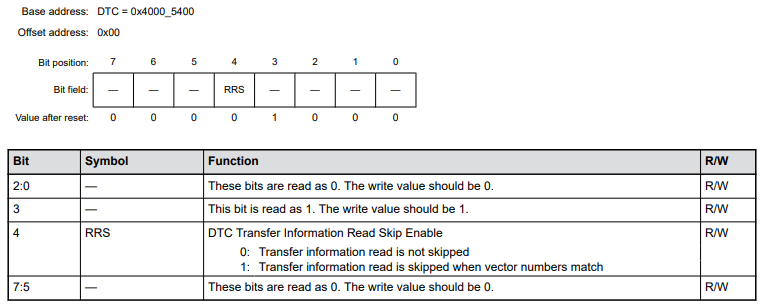 Base address: DTC = 0x4000_5400
Offset address: 0x00
Bit position: 7 6 5 4 3 2 1 0
Bit field: — — — RRS — — — —
Value after reset: 0 0 0 0 1 0 0 0
Bit Symbol Function R/W
2:0 — These bits are read as 0. The write value should be 0. R/W
3 — This bit is read as 1. The write value should be 1. R/W
4 RRS DTC Transfer Information Read Skip Enable R/W
0: Transfer information read is not skipped
1: Transfer information read is skipped when vector numbers match
7:5 — These bits are read as 0. The write value should be 0. R/W